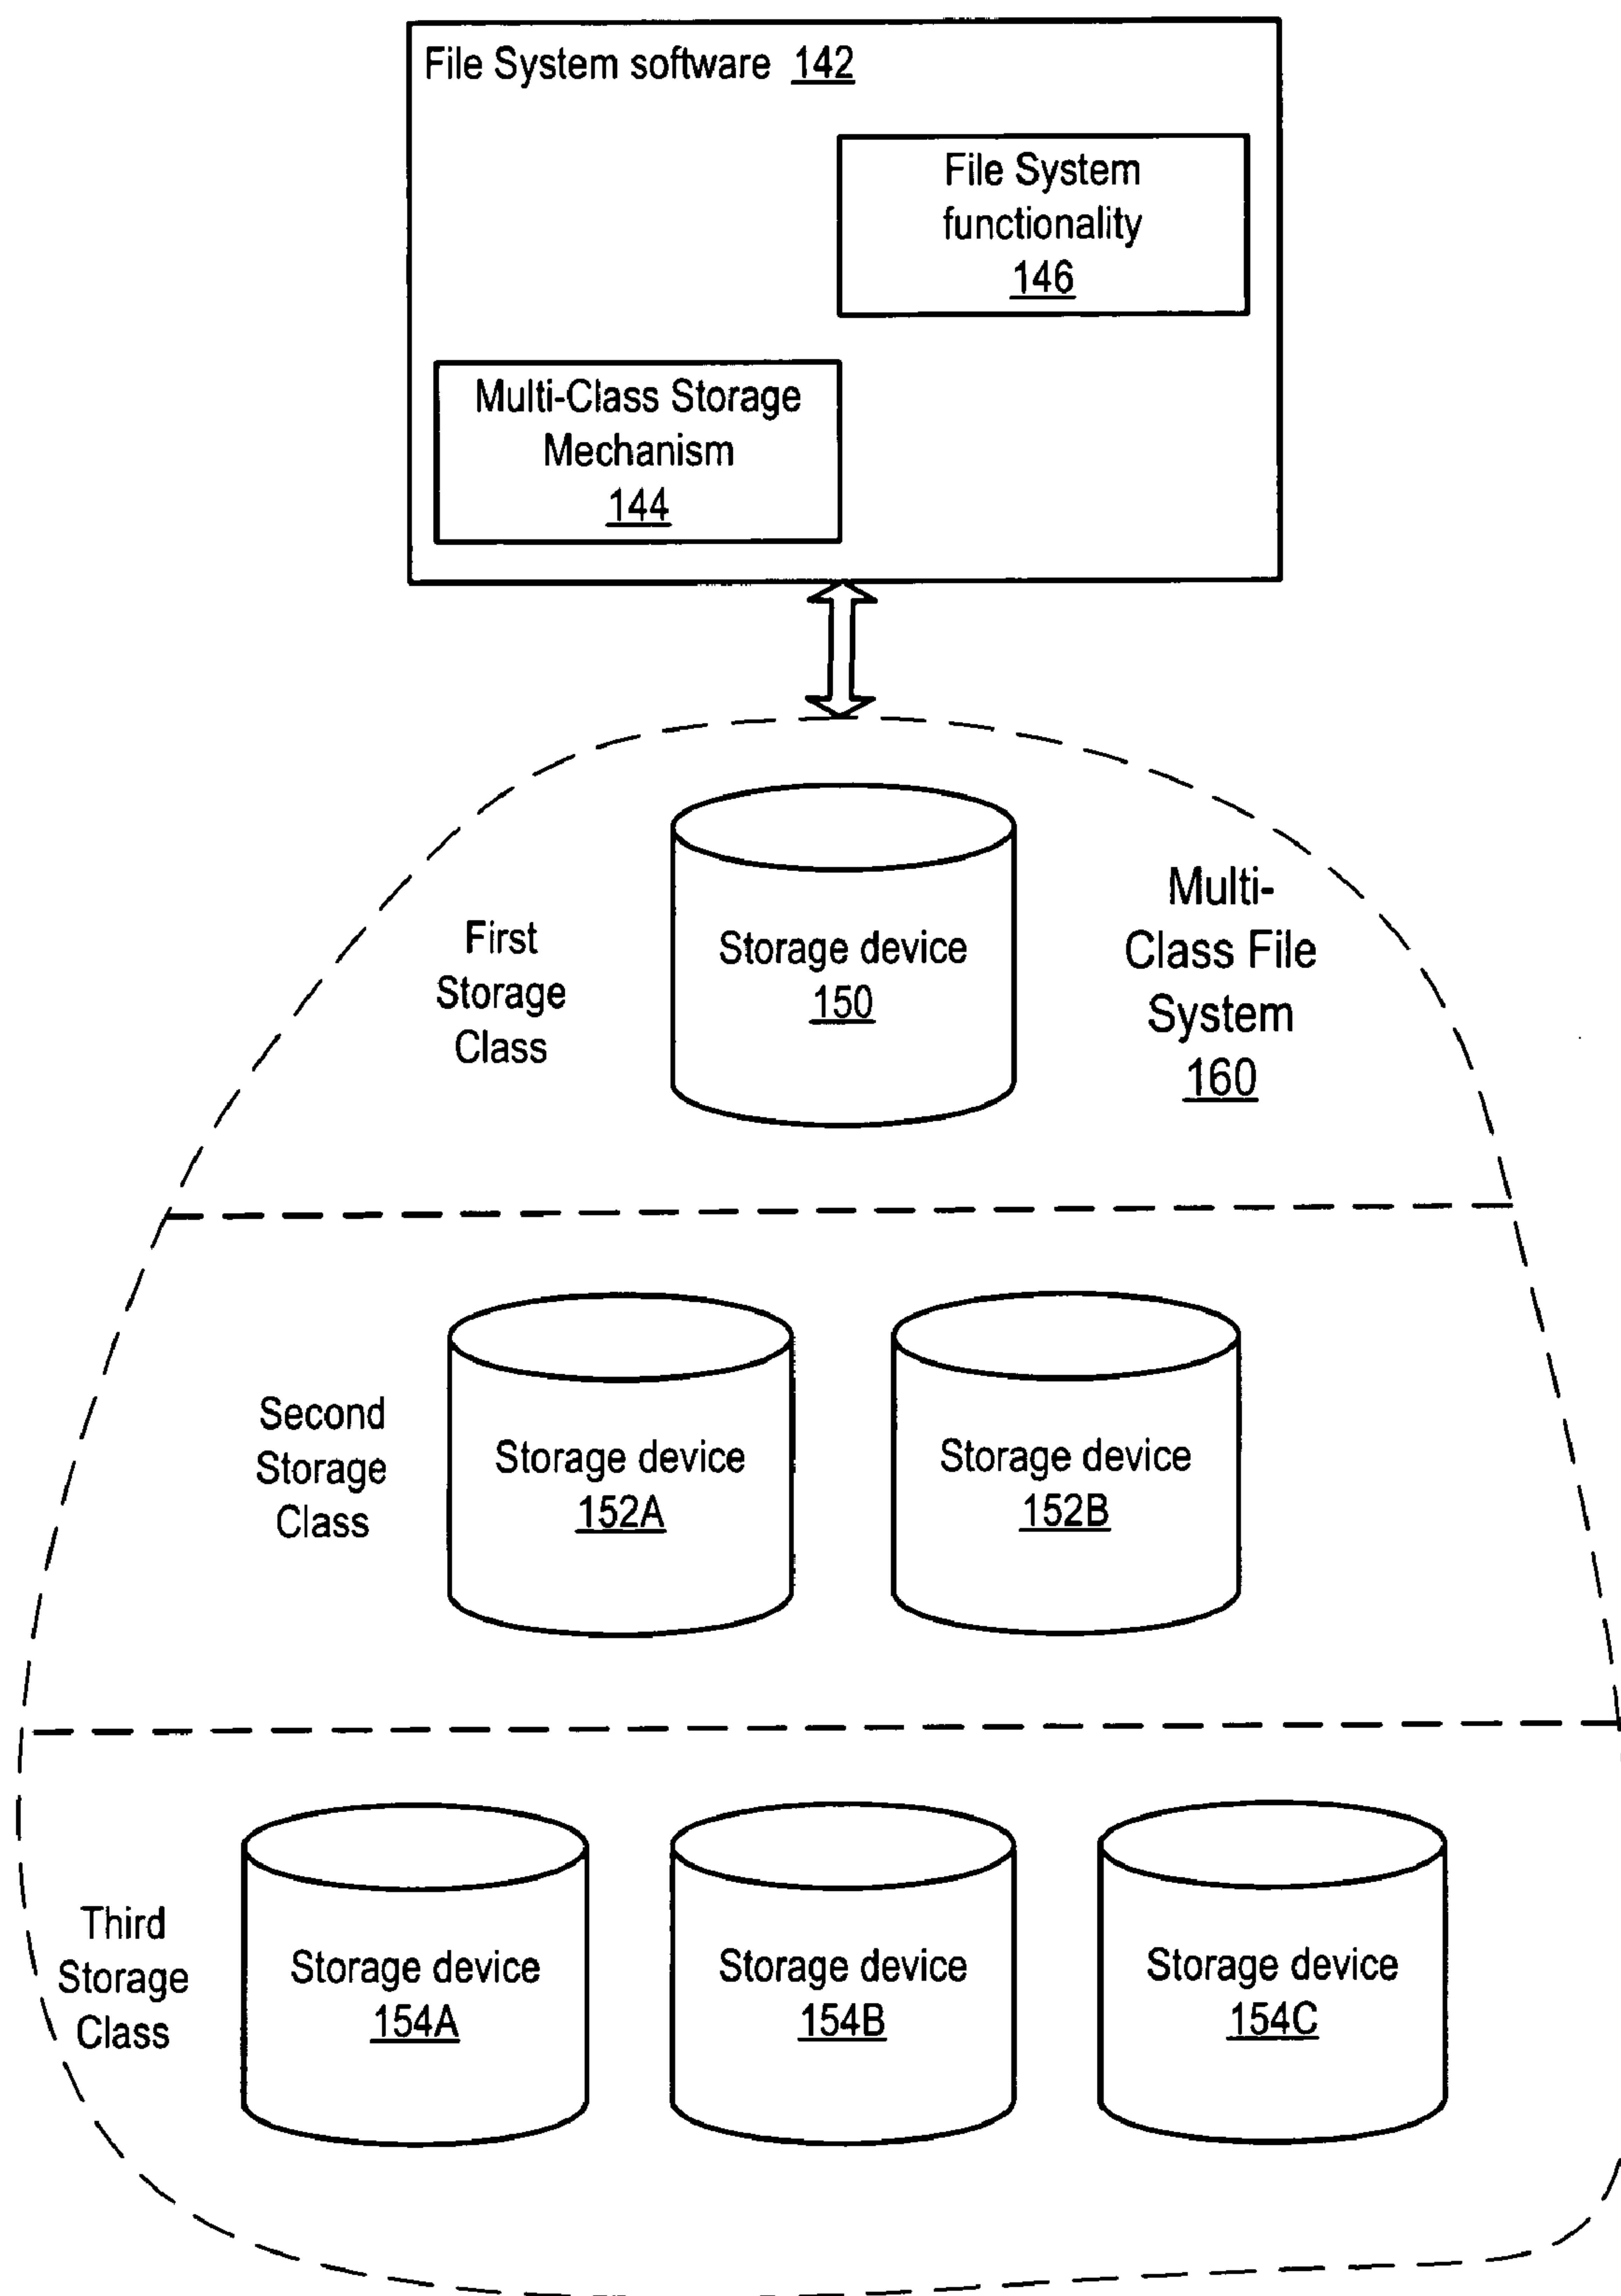 File System software 142
File System
functionality
146
Multi-Class Storage
Mechanism
144
First
Storage
Class
Storage device
150
Multi-
Class File
System
160
Second
Storage
Class
Storage device
152A
Storage device
152B
Third
Storage
Class
Storage device
154A
Storage device
154B
Storage device
154C